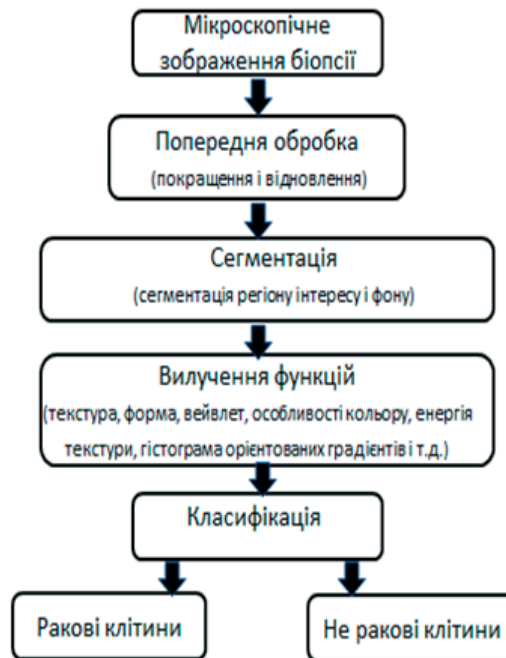 Мікроскопічне
зображення біопсії
Попередня обробка
(покращення і відновлення)
Сегментація
(сегментація регіону інтересу і фону)
Вилучення функцій
(текстура, форма, вейвлет, особливості кольору, енергія
текстури, гістограма орієнтованих градієнтів і т.д.)
Класифікація
Ракові клітини
Не ракові клітини